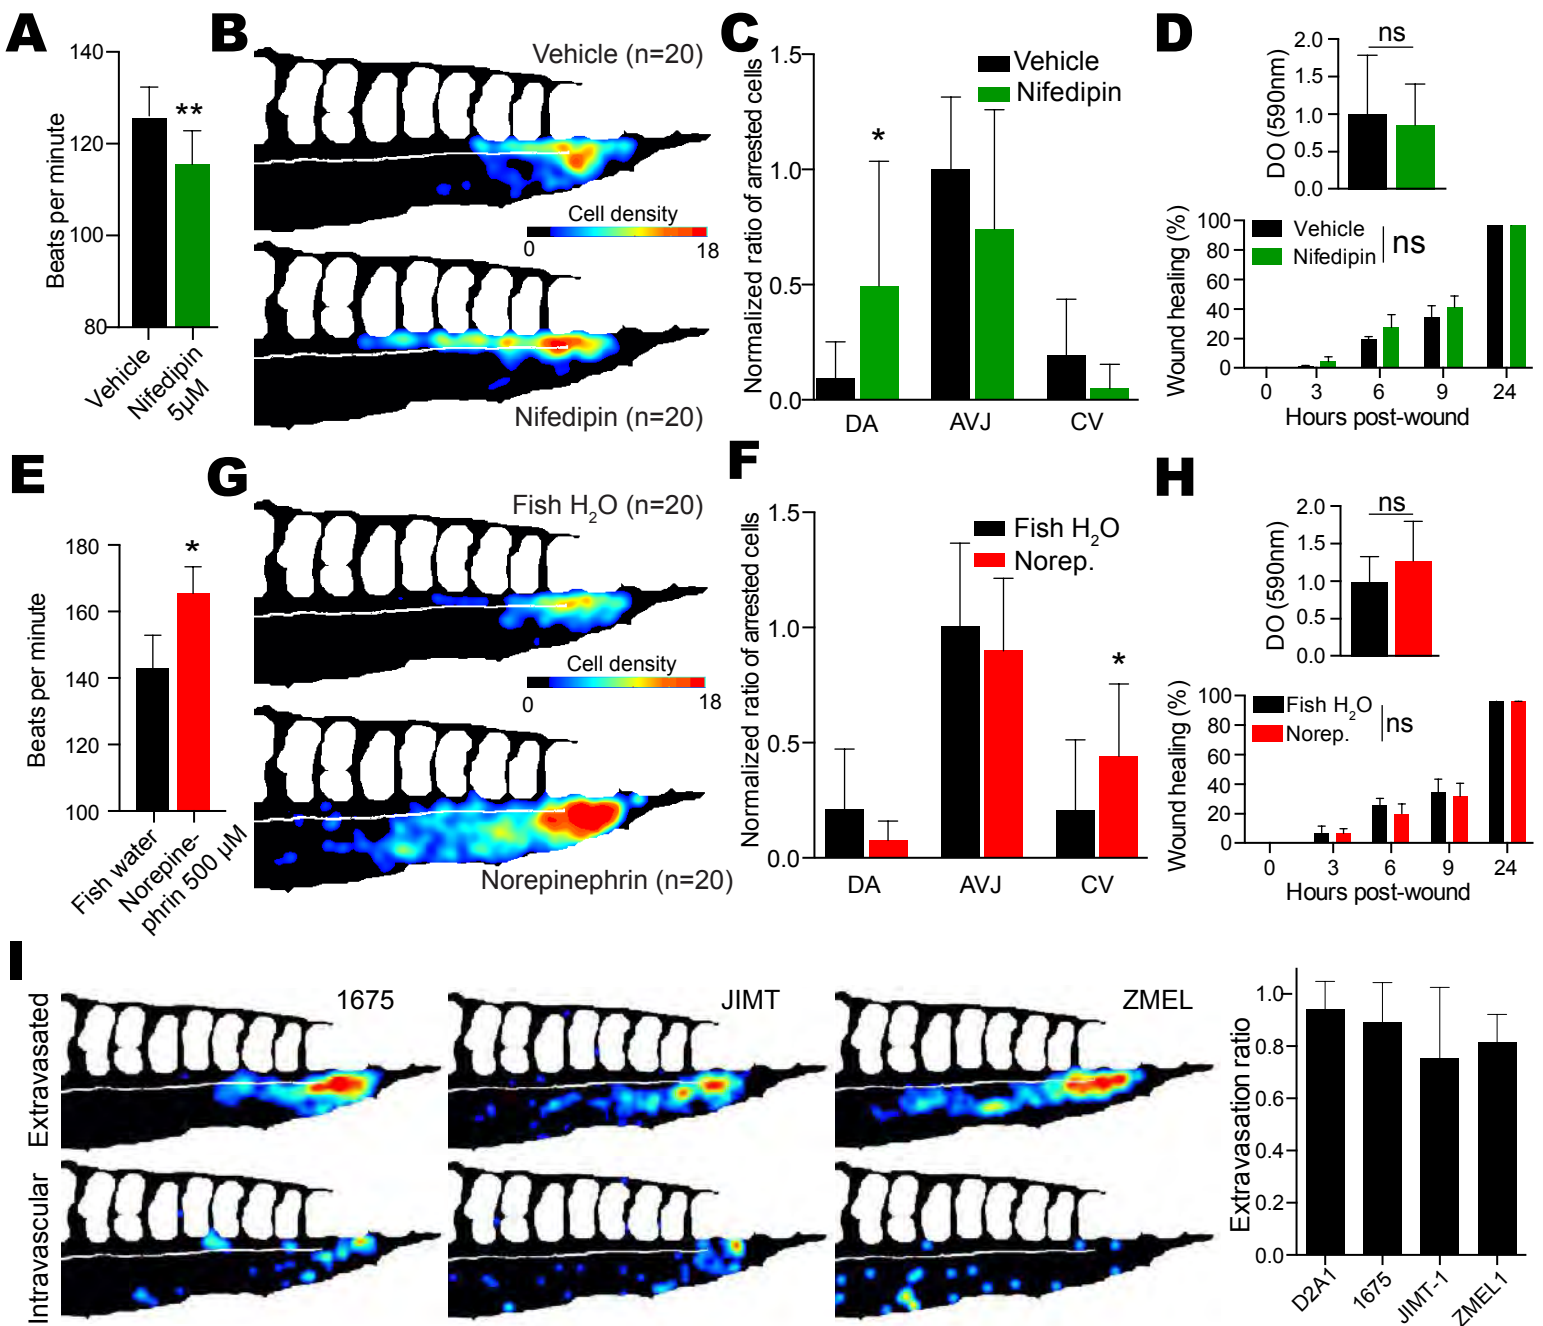 A
140
120
100
80
Beats per minute
**
Vehicle
Nifedipin
5µM
B
Vehicle (n=20)
Cell density
0
18
Nifedipin (n=20)
C
1.5
1.0
0.5
0.0
Normalized ratio of arrested cells
Vehicle
Nifedipin
*
DA
AVJ
CV
D
2.0
1.5
1.0
0.5
0.0
DO (590nm)
ns
100
80
60
40
20
0
Wound healing (%)
Vehicle
Nifedipin
ns
0
3
6
9
24
Hours post-wound
E
180
160
140
120
100
Beats per minute
*
Fish water
Norepine-
phrin 500 µM
G
Fish H2O (n=20)
Cell density
0
18
Norepinephrin (n=20)
F
1.5
1.0
0.5
0.0
Normalized ratio of arrested cells
Fish H2O
Norep.
*
DA
AVJ
CV
H
2.0
1.5
1.0
0.5
0.0
DO (590nm)
ns
100
80
60
40
20
0
Wound healing (%)
Fish H2O
Norep.
ns
0
3
6
9
24
Hours post-wound
I
1675
JIMT
ZMEL
Extravasated
Intravascular
1.0
0.8
0.6
0.4
0.2
0.0
Extravasation ratio
D2A1
1675
JIMT-1
ZMEL1